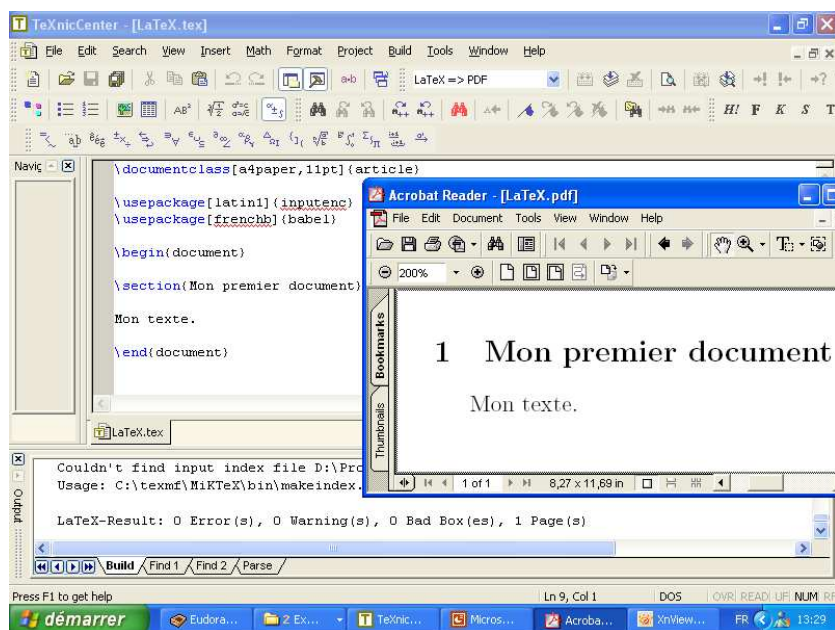 TeXnicCenter - [LaTeX.tex]
File Edit Search View Insert Math Format Project Build Tools Window Help
LaTeX => PDF
H! F K S T
Navig
\documentclass[a4paper,11pt]{article}
\usepackage[latin1]{inputenc}
\usepackage[frenchb]{babel}
\begin{document}
\section{Mon premier document}
Mon texte.
\end{document}
LaTeX.tex
Acrobat Reader - [LaTeX.pdf]
File Edit Document Tools View Window Help
200%
Bookmarks
Thumbnails
1 Mon premier document
Mon texte.
1 of 1 8,27 x 11,69 in
Output
Couldn't find input index file D:\Pro
Usage: C:\texmf\MiKTeX\bin\makeindex.
LaTeX-Result: 0 Error(s), 0 Warning(s), 0 Bad Box(es), 1 Page(s)
Build Find 1 Find 2 Parse
Press F1 to get help Ln 9, Col 1 DOS OVR READ UF NUM RF
démarrer Eudora... 2 Ex... TeXnic... Micros... Acroba... XnView... FR 13:29